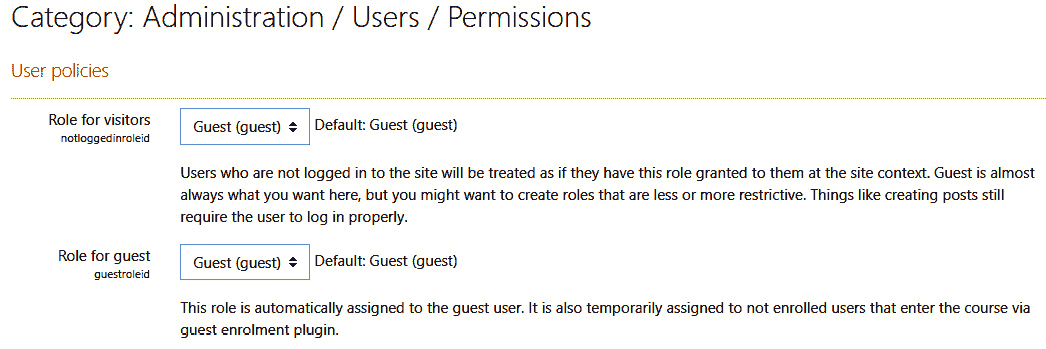 Category: Administration / Users / Permissions
User policies
Role for visitors
notloggedinroleid
Guest (guest)
Default: Guest (guest)
Users who are not logged in to the site will be treated as if they have this role granted to them at the site context. Guest is almost
always what you want here, but you might want to create roles that are less or more restrictive. Things like creating posts still
require the user to log in properly.
Role for guest
guestroleid
Guest (guest)
Default: Guest (guest)
This role is automatically assigned to the guest user. It is also temporarily assigned to not enrolled users that enter the course via
guest enrolment plugin.